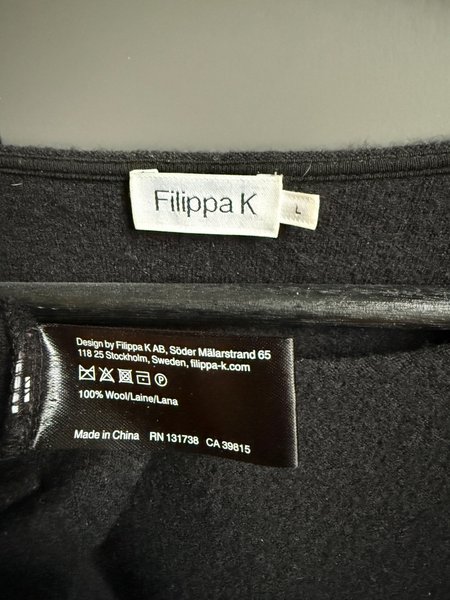 Filippa K
L
Design by Filippa K AB, Söder Mälarstrand 65
118 25 Stockholm, Sweden, filippa-k.com
100% Wool/Laine/Lana
Made in China RN 131738 CA 39815